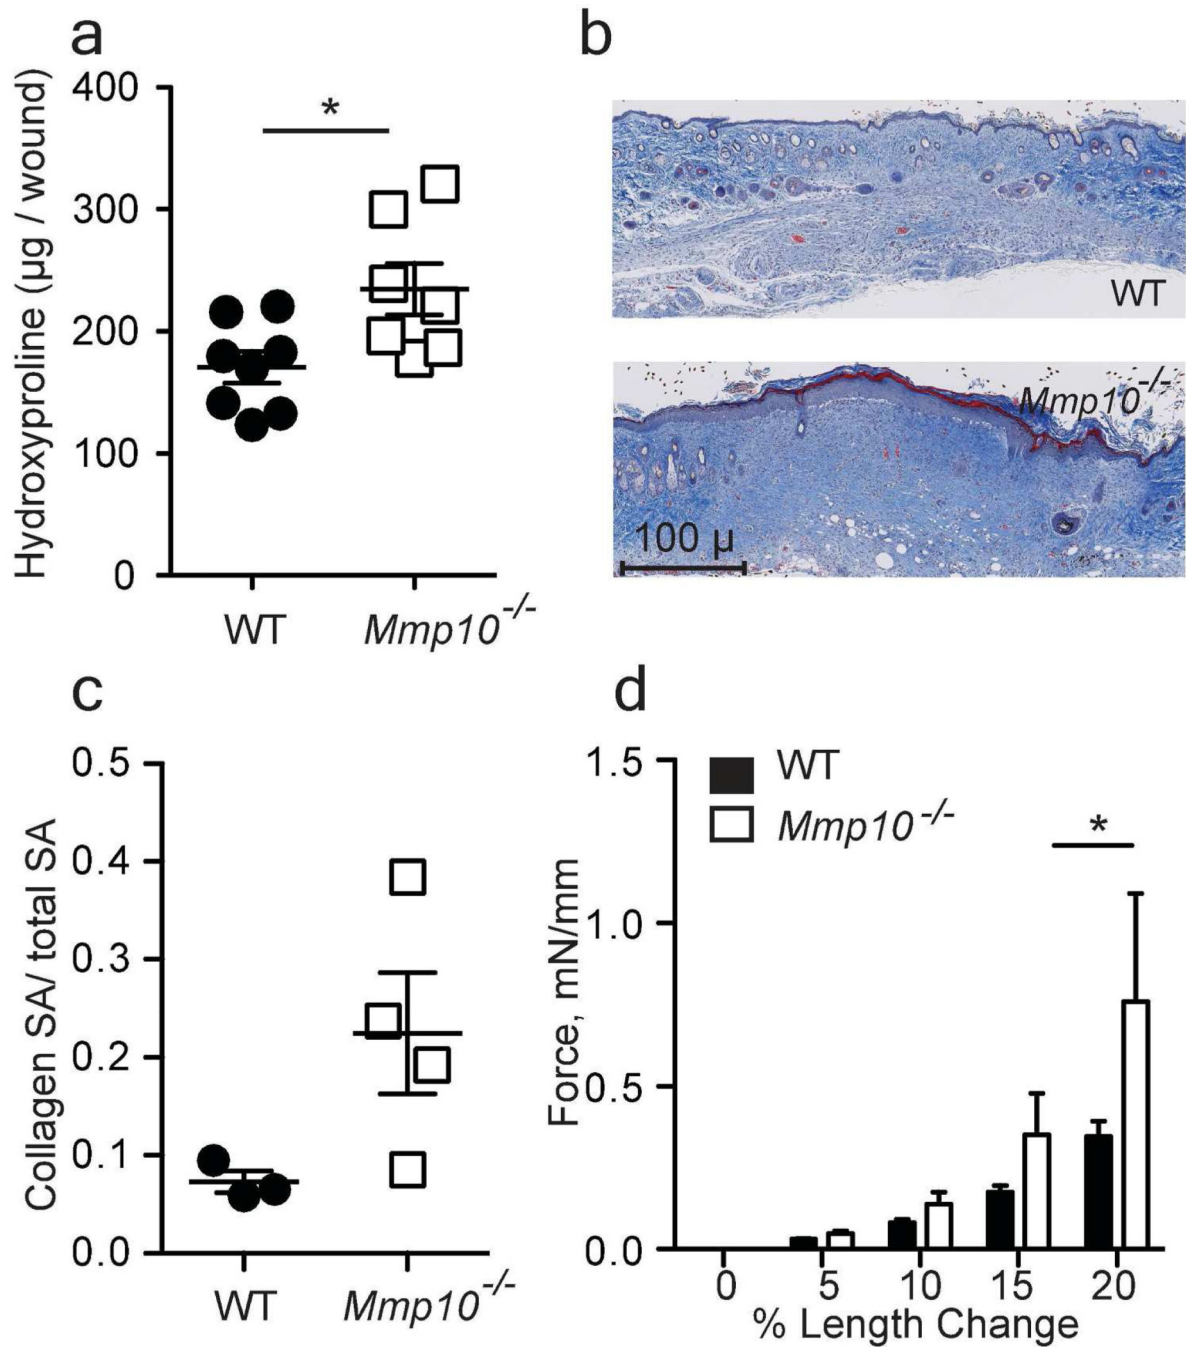 a
Hydroxyproline (µg / wound)
400
300
200
100
0
*
WT
Mmp10-/-
b
WT
Mmp10-/-
100 µ
c
Collagen SA/ total SA
0.5
0.4
0.3
0.2
0.1
0.0
WT
Mmp10-/-
d
Force, mN/mm
1.5
1.0
0.5
0.0
WT
Mmp10-/-
*
0 5 10 15 20
% Length Change